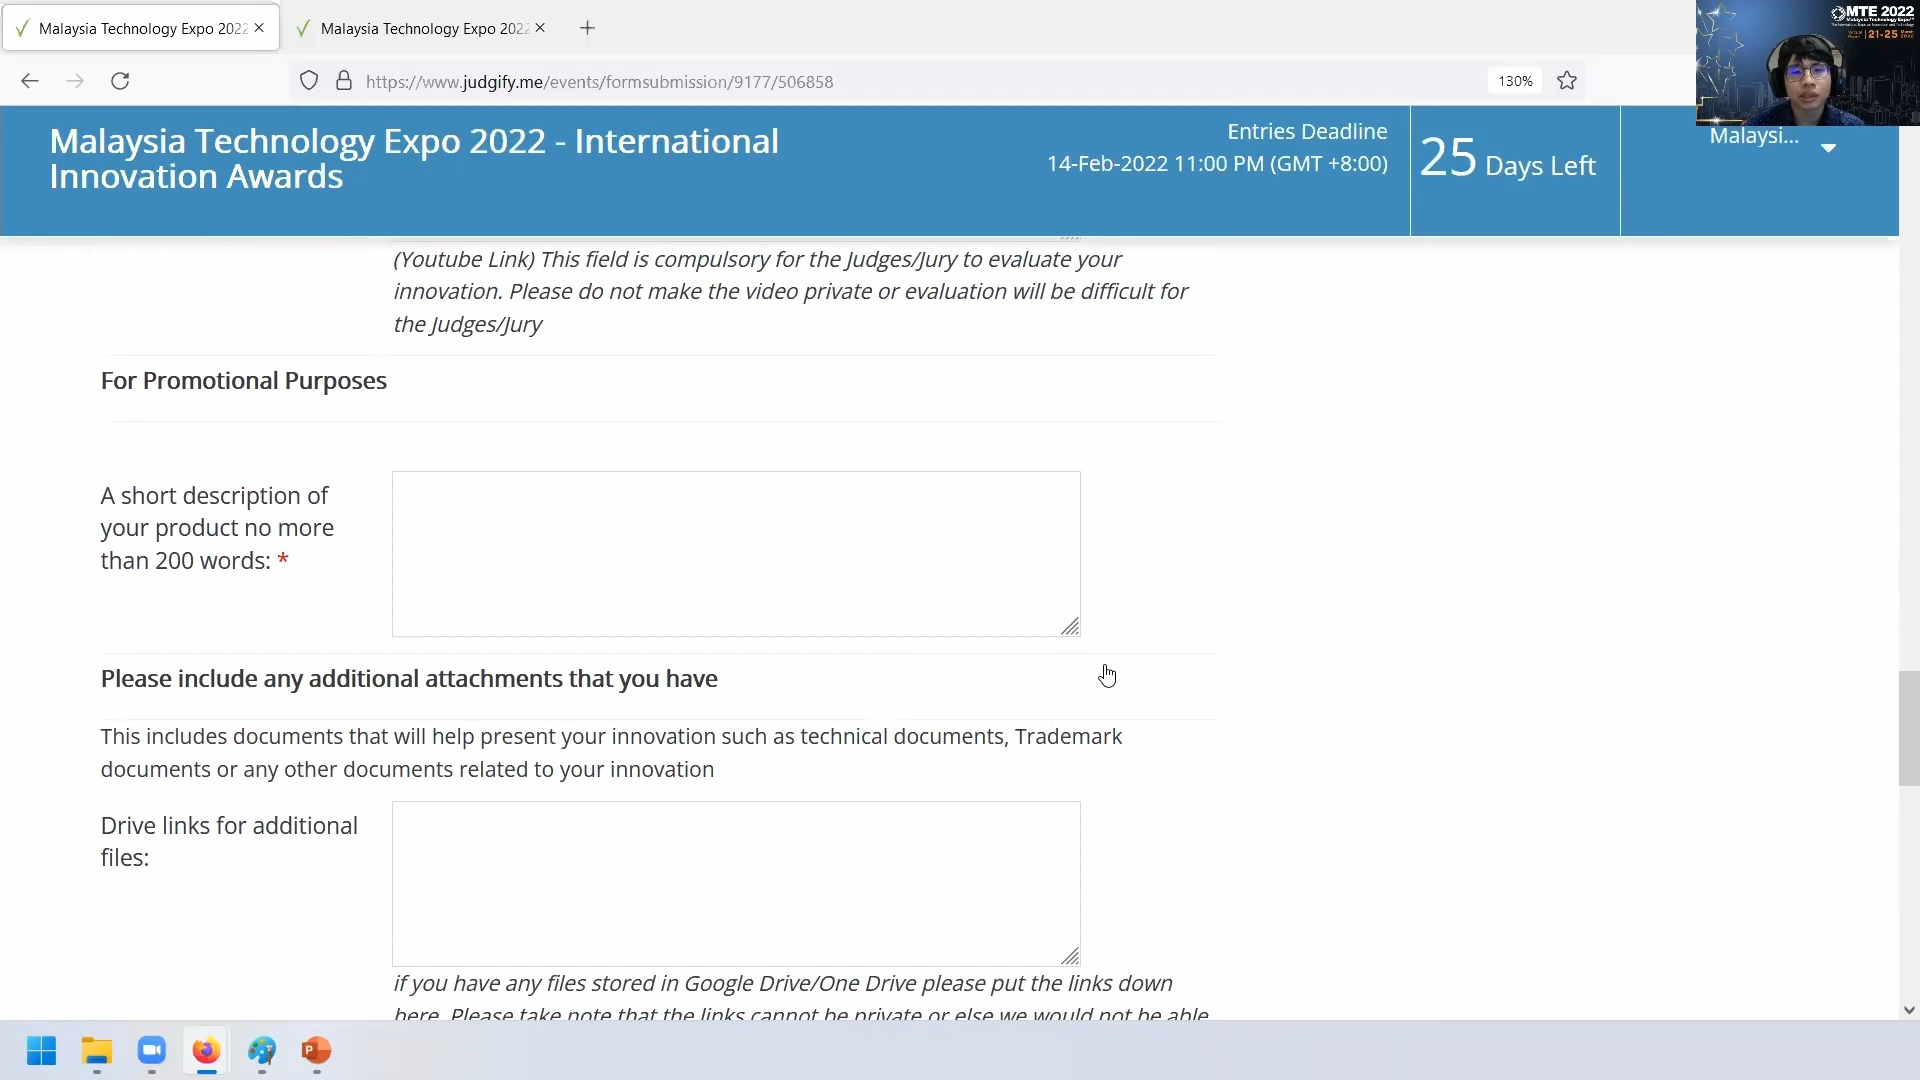 Malaysia Technology Expo 2022
Malaysia Technology Expo 2022
https://www.judgify.me/events/formsubmission/9177/506858
130%
MTE 2022
21-25
Malaysia Technology Expo 2022 - International
Innovation Awards
Entries Deadline
14-Feb-2022 11:00 PM (GMT +8:00)
25 Days Left
Malaysi...
(Youtube Link) This field is compulsory for the Judges/Jury to evaluate your
innovation. Please do not make the video private or evaluation will be difficult for
the Judges/Jury
For Promotional Purposes
A short description of
your product no more
than 200 words: *
Please include any additional attachments that you have
This includes documents that will help present your innovation such as technical documents, Trademark
documents or any other documents related to your innovation
Drive links for additional
files:
if you have any files stored in Google Drive/One Drive please put the links down
here. Please take note that the links cannot be private or else we would not be able